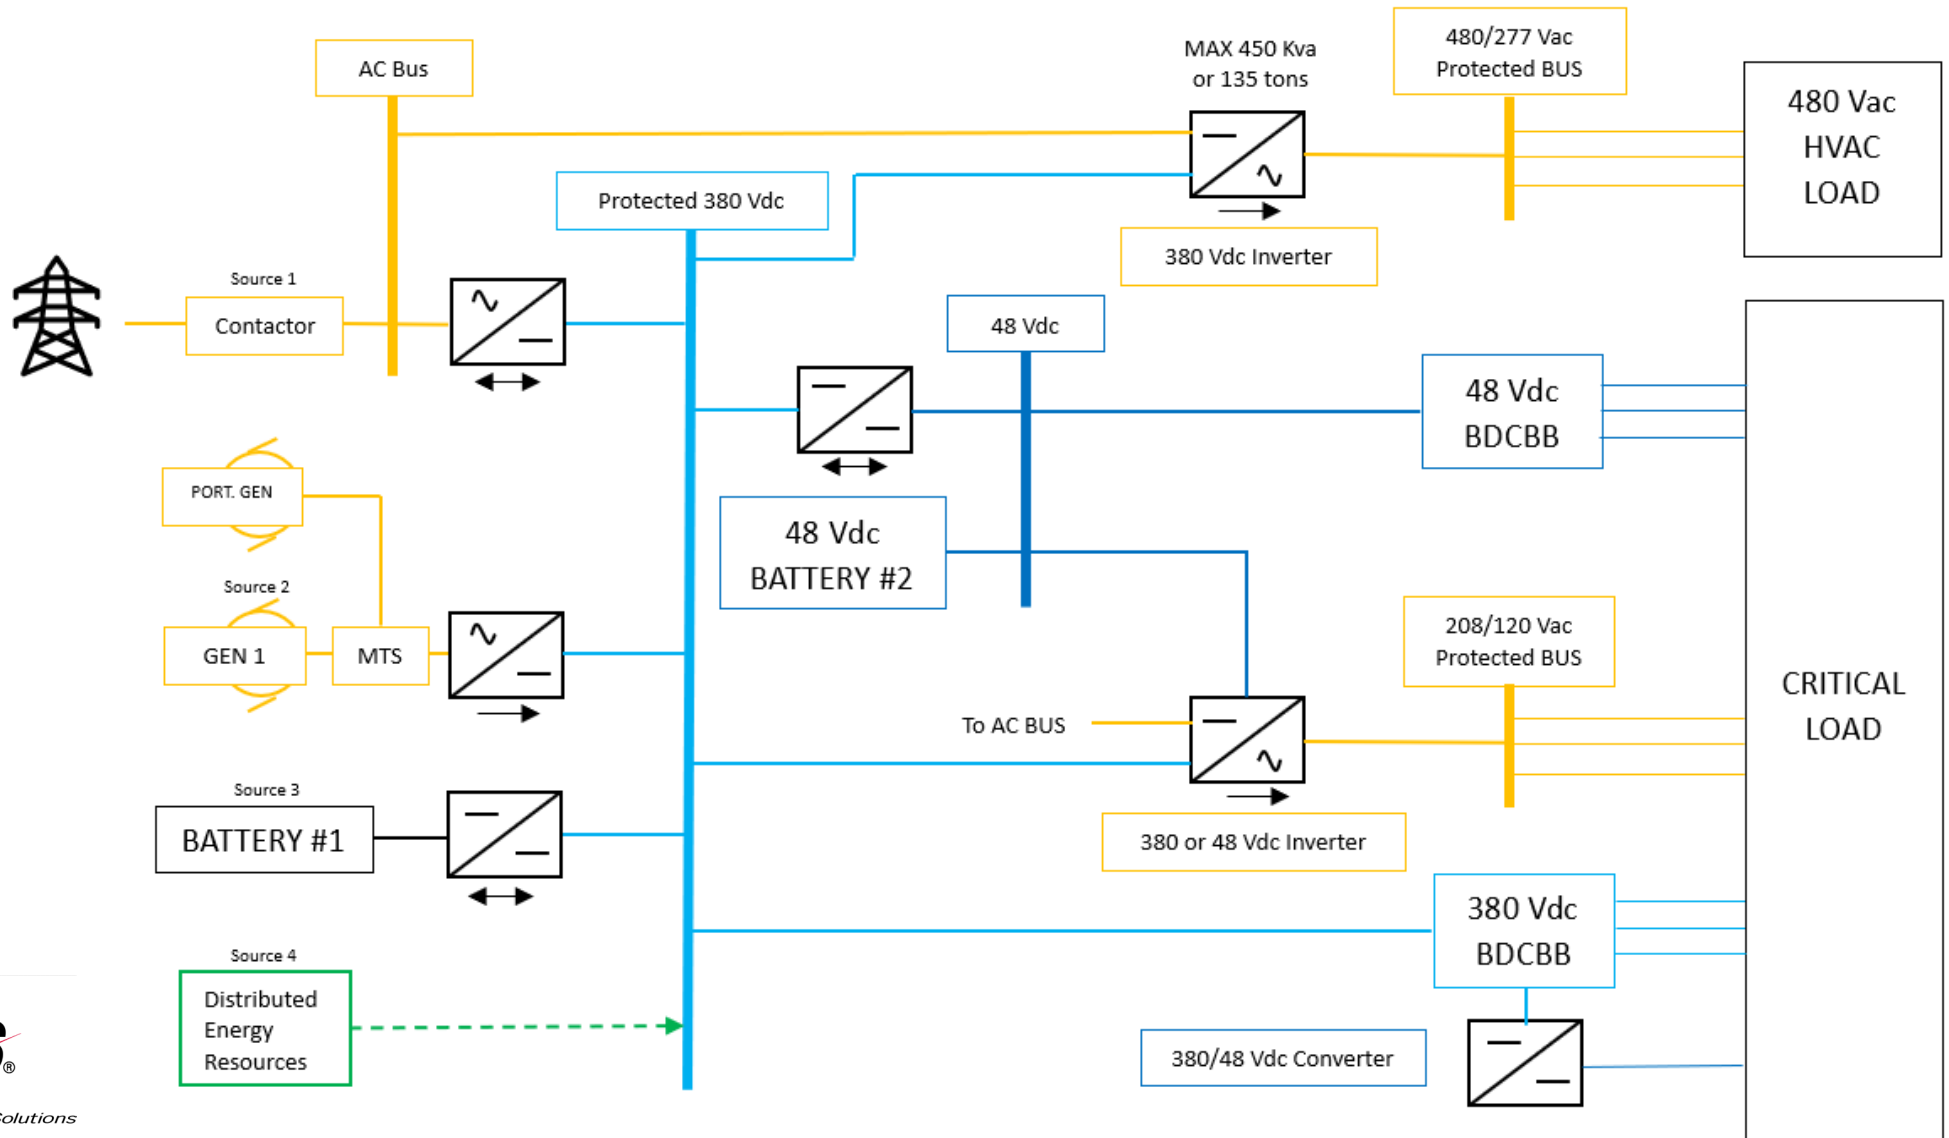 AC Bus
MAX 450 Kva
or 135 tons
480/277 Vac
Protected BUS
480 Vac
HVAC
LOAD
Protected 380 Vdc
380 Vdc Inverter
Source 1
Contactor
48 Vdc
48 Vdc
BDCBB
PORT. GEN
48 Vdc
BATTERY #2
Source 2
GEN 1
MTS
208/120 Vac
Protected BUS
CRITICAL
LOAD
To AC BUS
Source 3
BATTERY #1
380 or 48 Vdc Inverter
380 Vdc
BDCBB
Source 4
Distributed
Energy
Resources
380/48 Vdc Converter
®